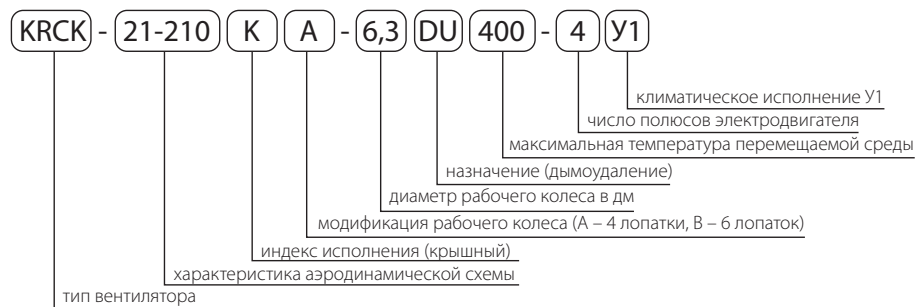 KRCK - 21-210 К А - 6,3 DU 400 - 4 У1
климатическое исполнение У1
число полюсов электродвигателя
максимальная температура перемещаемой среды
назначение (дымоудаление)
диаметр рабочего колеса в дм
модификация рабочего колеса (А – 4 лопатки, В – 6 лопаток)
индекс исполнения (крышный)
характеристика аэродинамической схемы
тип вентилятора